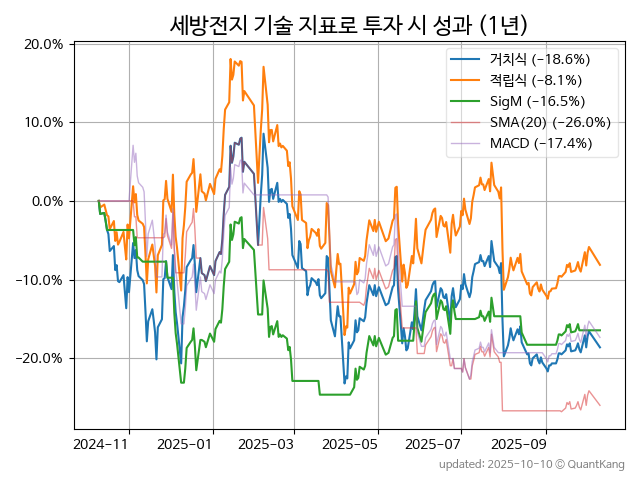 세방전지 기술 지표로 투자 시 성과 (1년)
20.0%
10.0%
0.0%
−10.0%
−20.0%
거치식 (−18.6%)
적립식 (−8.1%)
SigM (−16.5%)
SMA(20) (−26.0%)
MACD (−17.4%)
2024-11
2025-01
2025-03
2025-05
2025-07
2025-09
updated: 2025-10-10 © QuantKang